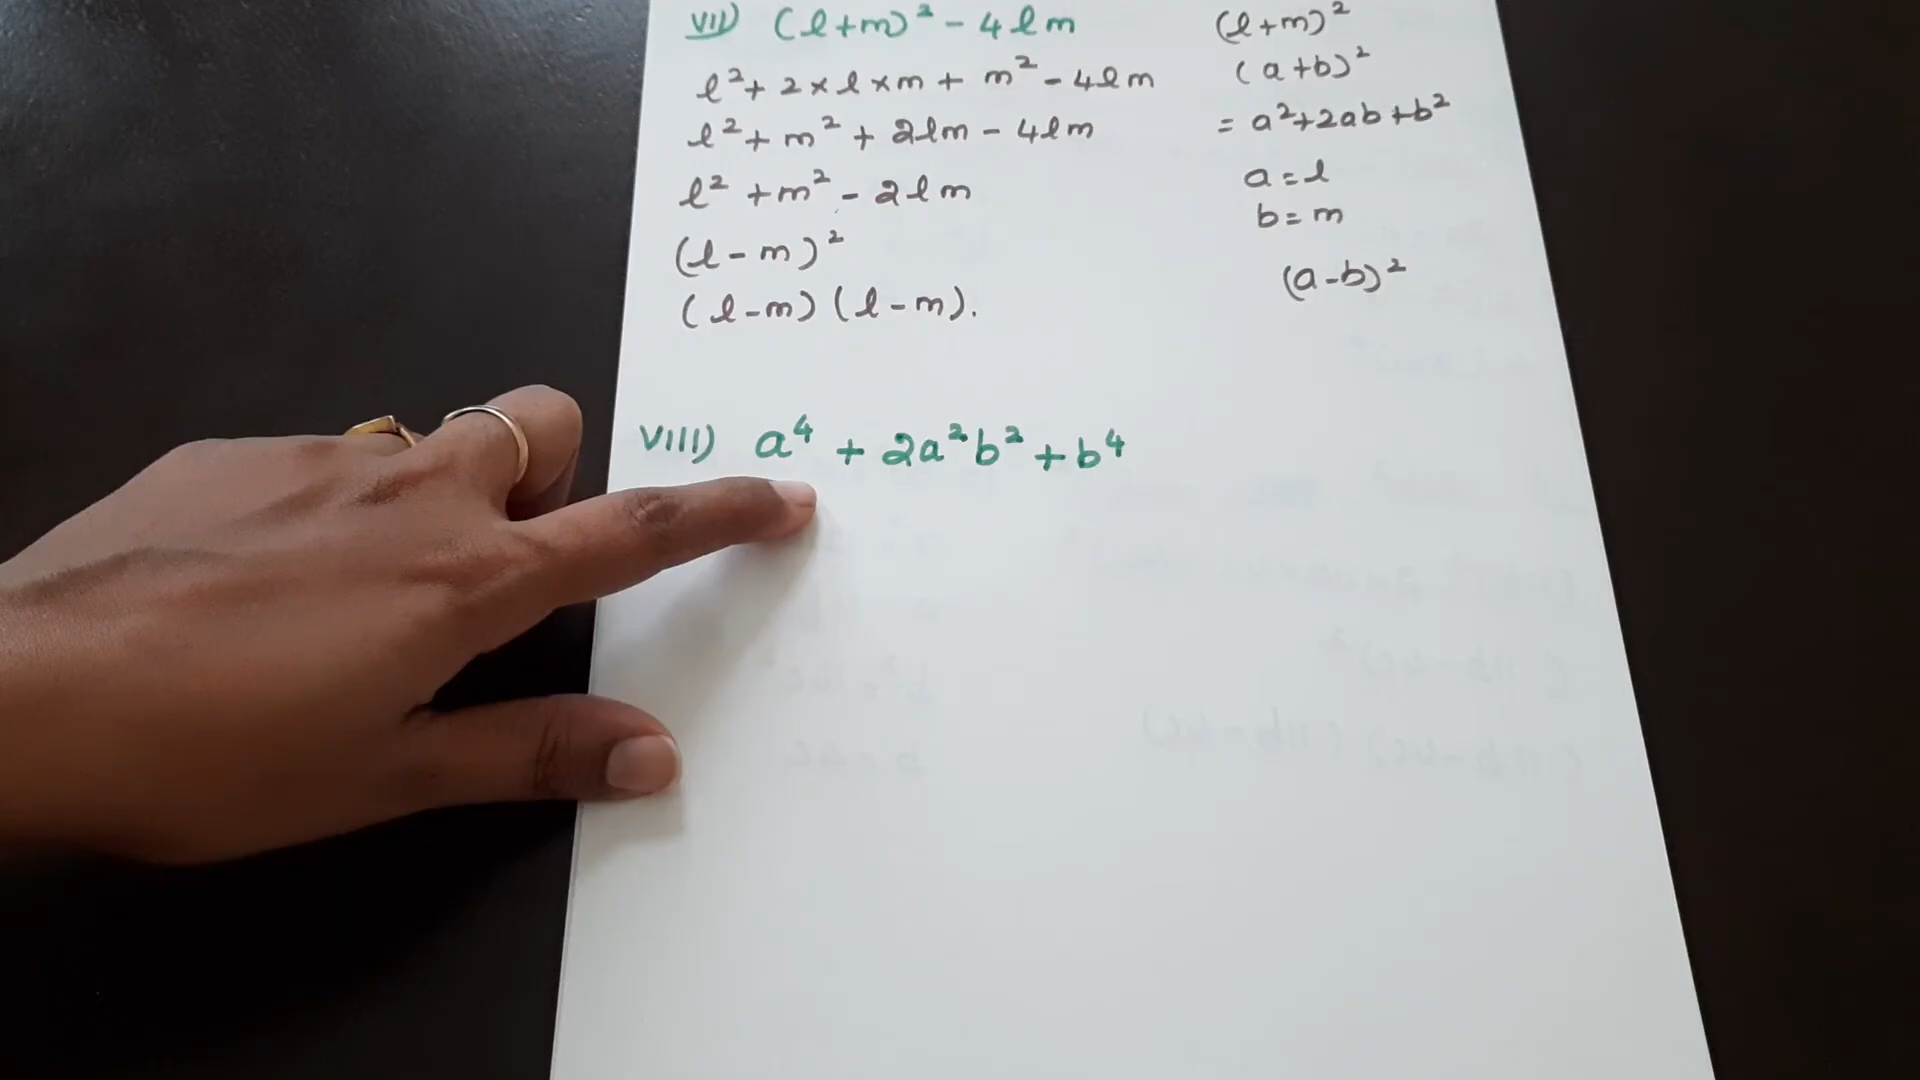 VII) (l+m)² - 4lm
l² + 2 × l × m + m² - 4lm
l² + m² + 2lm - 4lm
l² + m² - 2lm
(l - m)²
(l - m) (l - m).
(l+m)²
(a+b)²
= a²+2ab+b²
a = l
b = m
(a-b)²
VIII) a⁴ + 2a²b² + b⁴